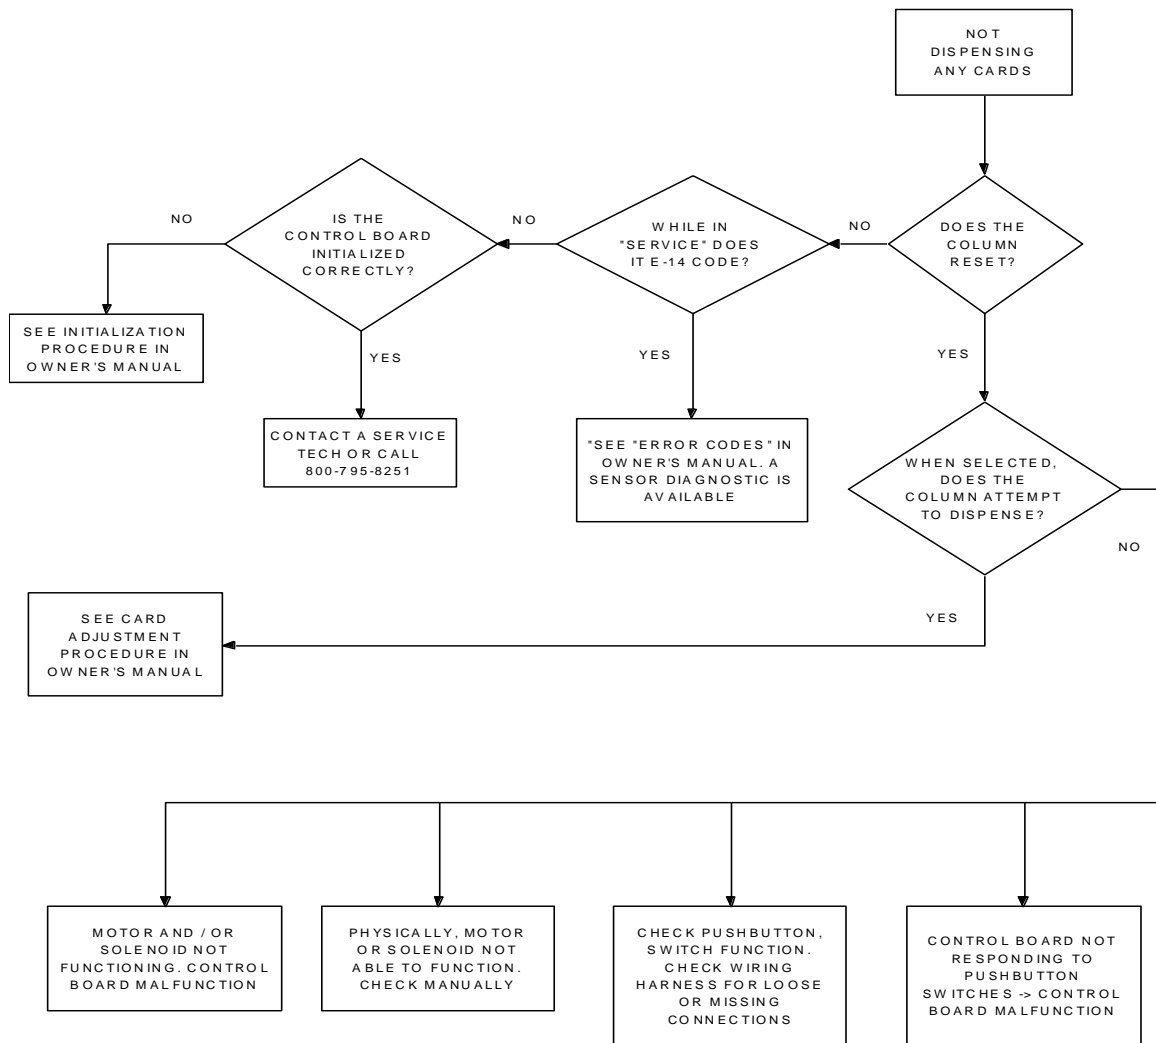 NOT
DISPENSING
ANY CARDS
DOES THE
COLUMN
RESET?
NO
WHILE IN
"SERVICE" DOES
IT E-14 CODE?
NO
IS THE
CONTROL BOARD
INITIALIZED
CORRECTLY?
NO
SEE INITIALIZATION
PROCEDURE IN
OWNER'S MANUAL
YES
CONTACT A SERVICE
TECH OR CALL
800-795-8251
YES
"SEE "ERROR CODES" IN
OWNER'S MANUAL. A
SENSOR DIAGNOSTIC IS
AVAILABLE
YES
WHEN SELECTED,
DOES THE
COLUMN ATTEMPT
TO DISPENSE?
NO
YES
SEE CARD
ADJUSTMENT
PROCEDURE IN
OWNER'S MANUAL
MOTOR AND / OR
SOLENOID NOT
FUNCTIONING. CONTROL
BOARD MALFUNCTION
PHYSICALLY, MOTOR
OR SOLENOID NOT
ABLE TO FUNCTION.
CHECK MANUALLY
CHECK PUSHBUTTON,
SWITCH FUNCTION.
CHECK WIRING
HARNESS FOR LOOSE
OR MISSING
CONNECTIONS
CONTROL BOARD NOT
RESPONDING TO
PUSHBUTTON
SWITCHES -> CONTROL
BOARD MALFUNCTION